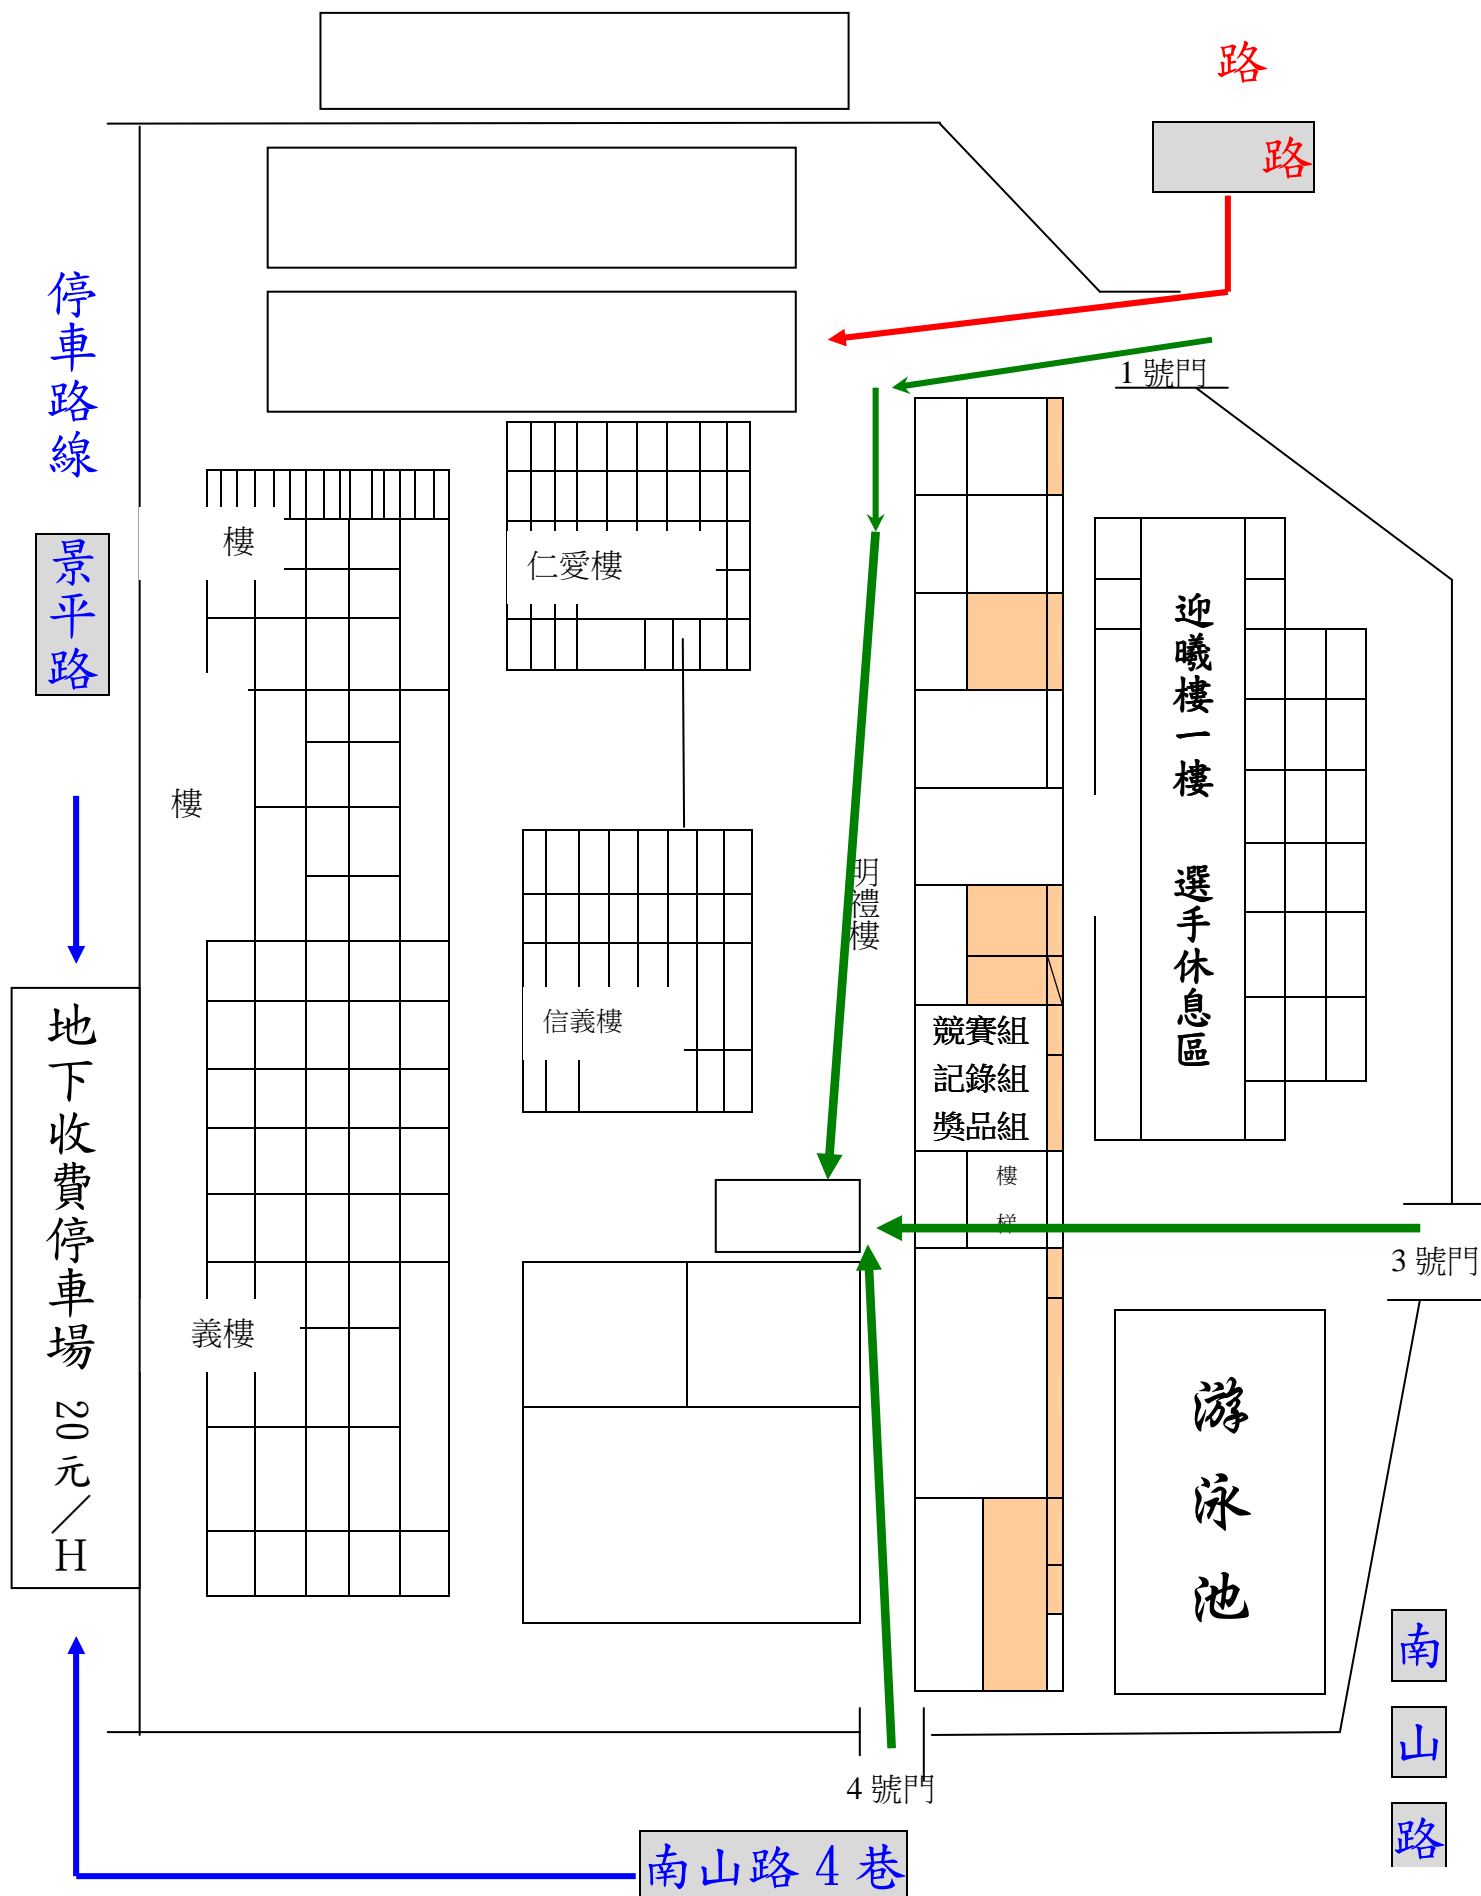 路
路
停車路線
1 號門
景平路
樓
仁愛樓
迎曦樓一樓 選手休息區
樓
明禮樓
地下收費停車場 20元／H
信義樓
競賽組
記錄組
獎品組
樓
梯
3 號門
義樓
游泳池
南山路
4 號門
南山路 4 巷